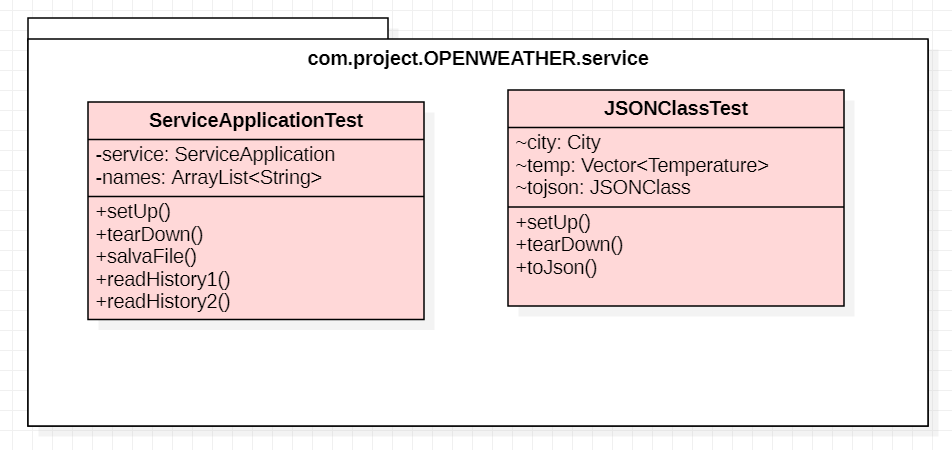 com.project.OPENWEATHER.service
ServiceApplicationTest
-service: ServiceApplication
-names: ArrayList<String>
+setUp()
+tearDown()
+salvaFile()
+readHistory1()
+readHistory2()
JSONClassTest
~city: City
~temp: Vector<Temperature>
~tojson: JSONClass
+setUp()
+tearDown()
+toJson()